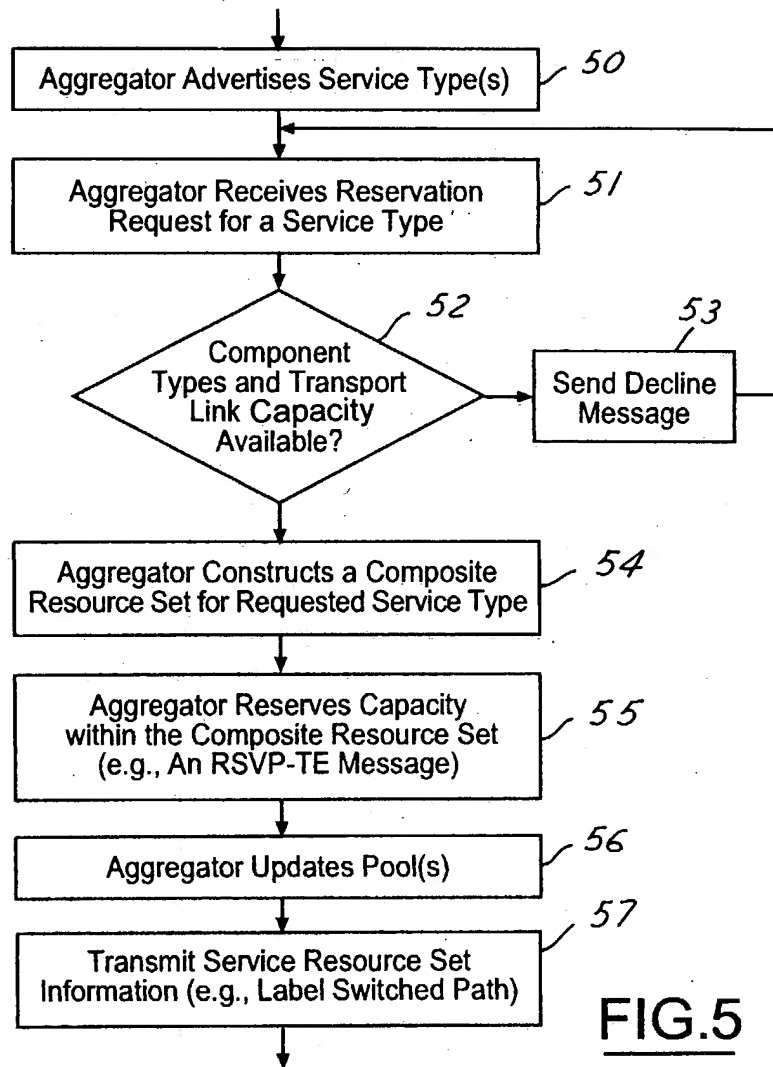 Aggregator Advertises Service Type(s)
50
Aggregator Receives Reservation
Request for a Service Type
51
52
Component
Types and Transport
Link Capacity
Available?
53
Send Decline
Message
Aggregator Constructs a Composite
Resource Set for Requested Service Type
54
Aggregator Reserves Capacity
within the Composite Resource Set
(e.g., An RSVP-TE Message)
55
Aggregator Updates Pool(s)
56
57
Transmit Service Resource Set
Information (e.g., Label Switched Path)
FIG.5